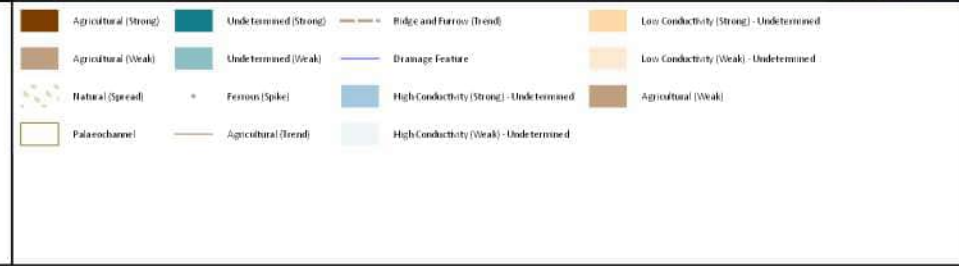 Agricultural (Strong)
Undetermined (Strong)
Ridge and Furrow (Trend)
Low Conductivity (Strong) - Undetermined
Agricultural (Weak)
Undetermined (Weak)
Drainage Feature
Low Conductivity (Weak) - Undetermined
Natural (Spread)
Ferrous (Spike)
High Conductivity (Strong) - Undetermined
Agricultural (Weak)
Palaeochannel
Agricultural (Trend)
High Conductivity (Weak) - Undetermined